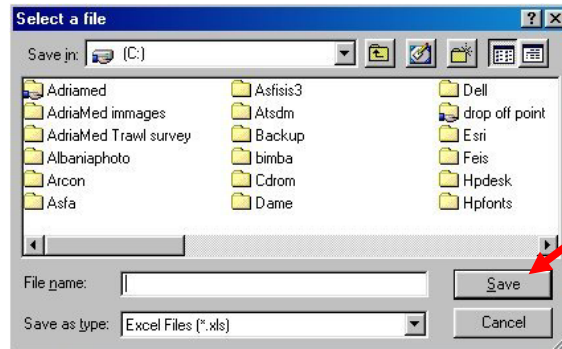 Select a file
Save in: (C:)
Adriamed Asfisis3 Dell
AdriaMed immages Atsdm drop off point
AdriaMed Trawl survey Backup Esri
Albaniaphoto bimba Feis
Arcon Cdrom Hpdesk
Asfa Dame Hpfonts
File name: Save
Save as type: Excel Files (*.xls) Cancel